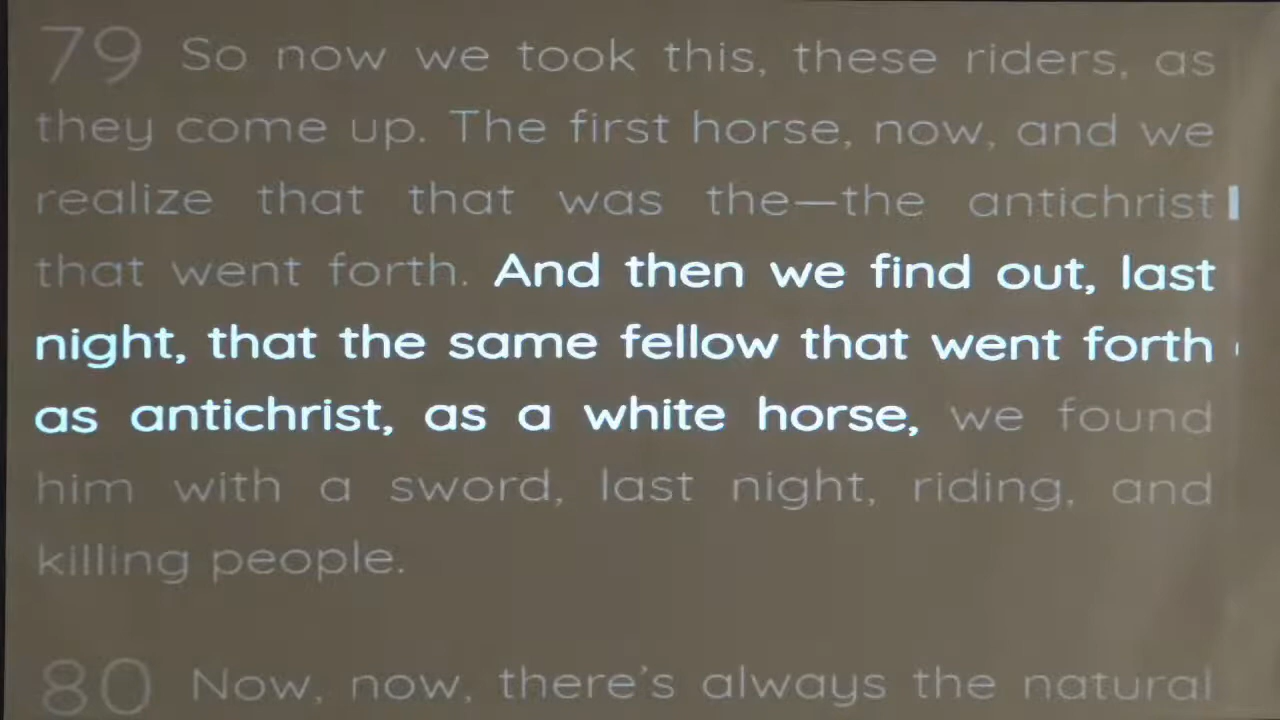 79 So now we took this, these riders, as
they come up. The first horse, now, and we
realize that that was the—the antichrist
that went forth. And then we find out, last
night, that the same fellow that went forth
as antichrist, as a white horse, we found
him with a sword, last night, riding, and
killing people.
80 Now, now, there's always the natural